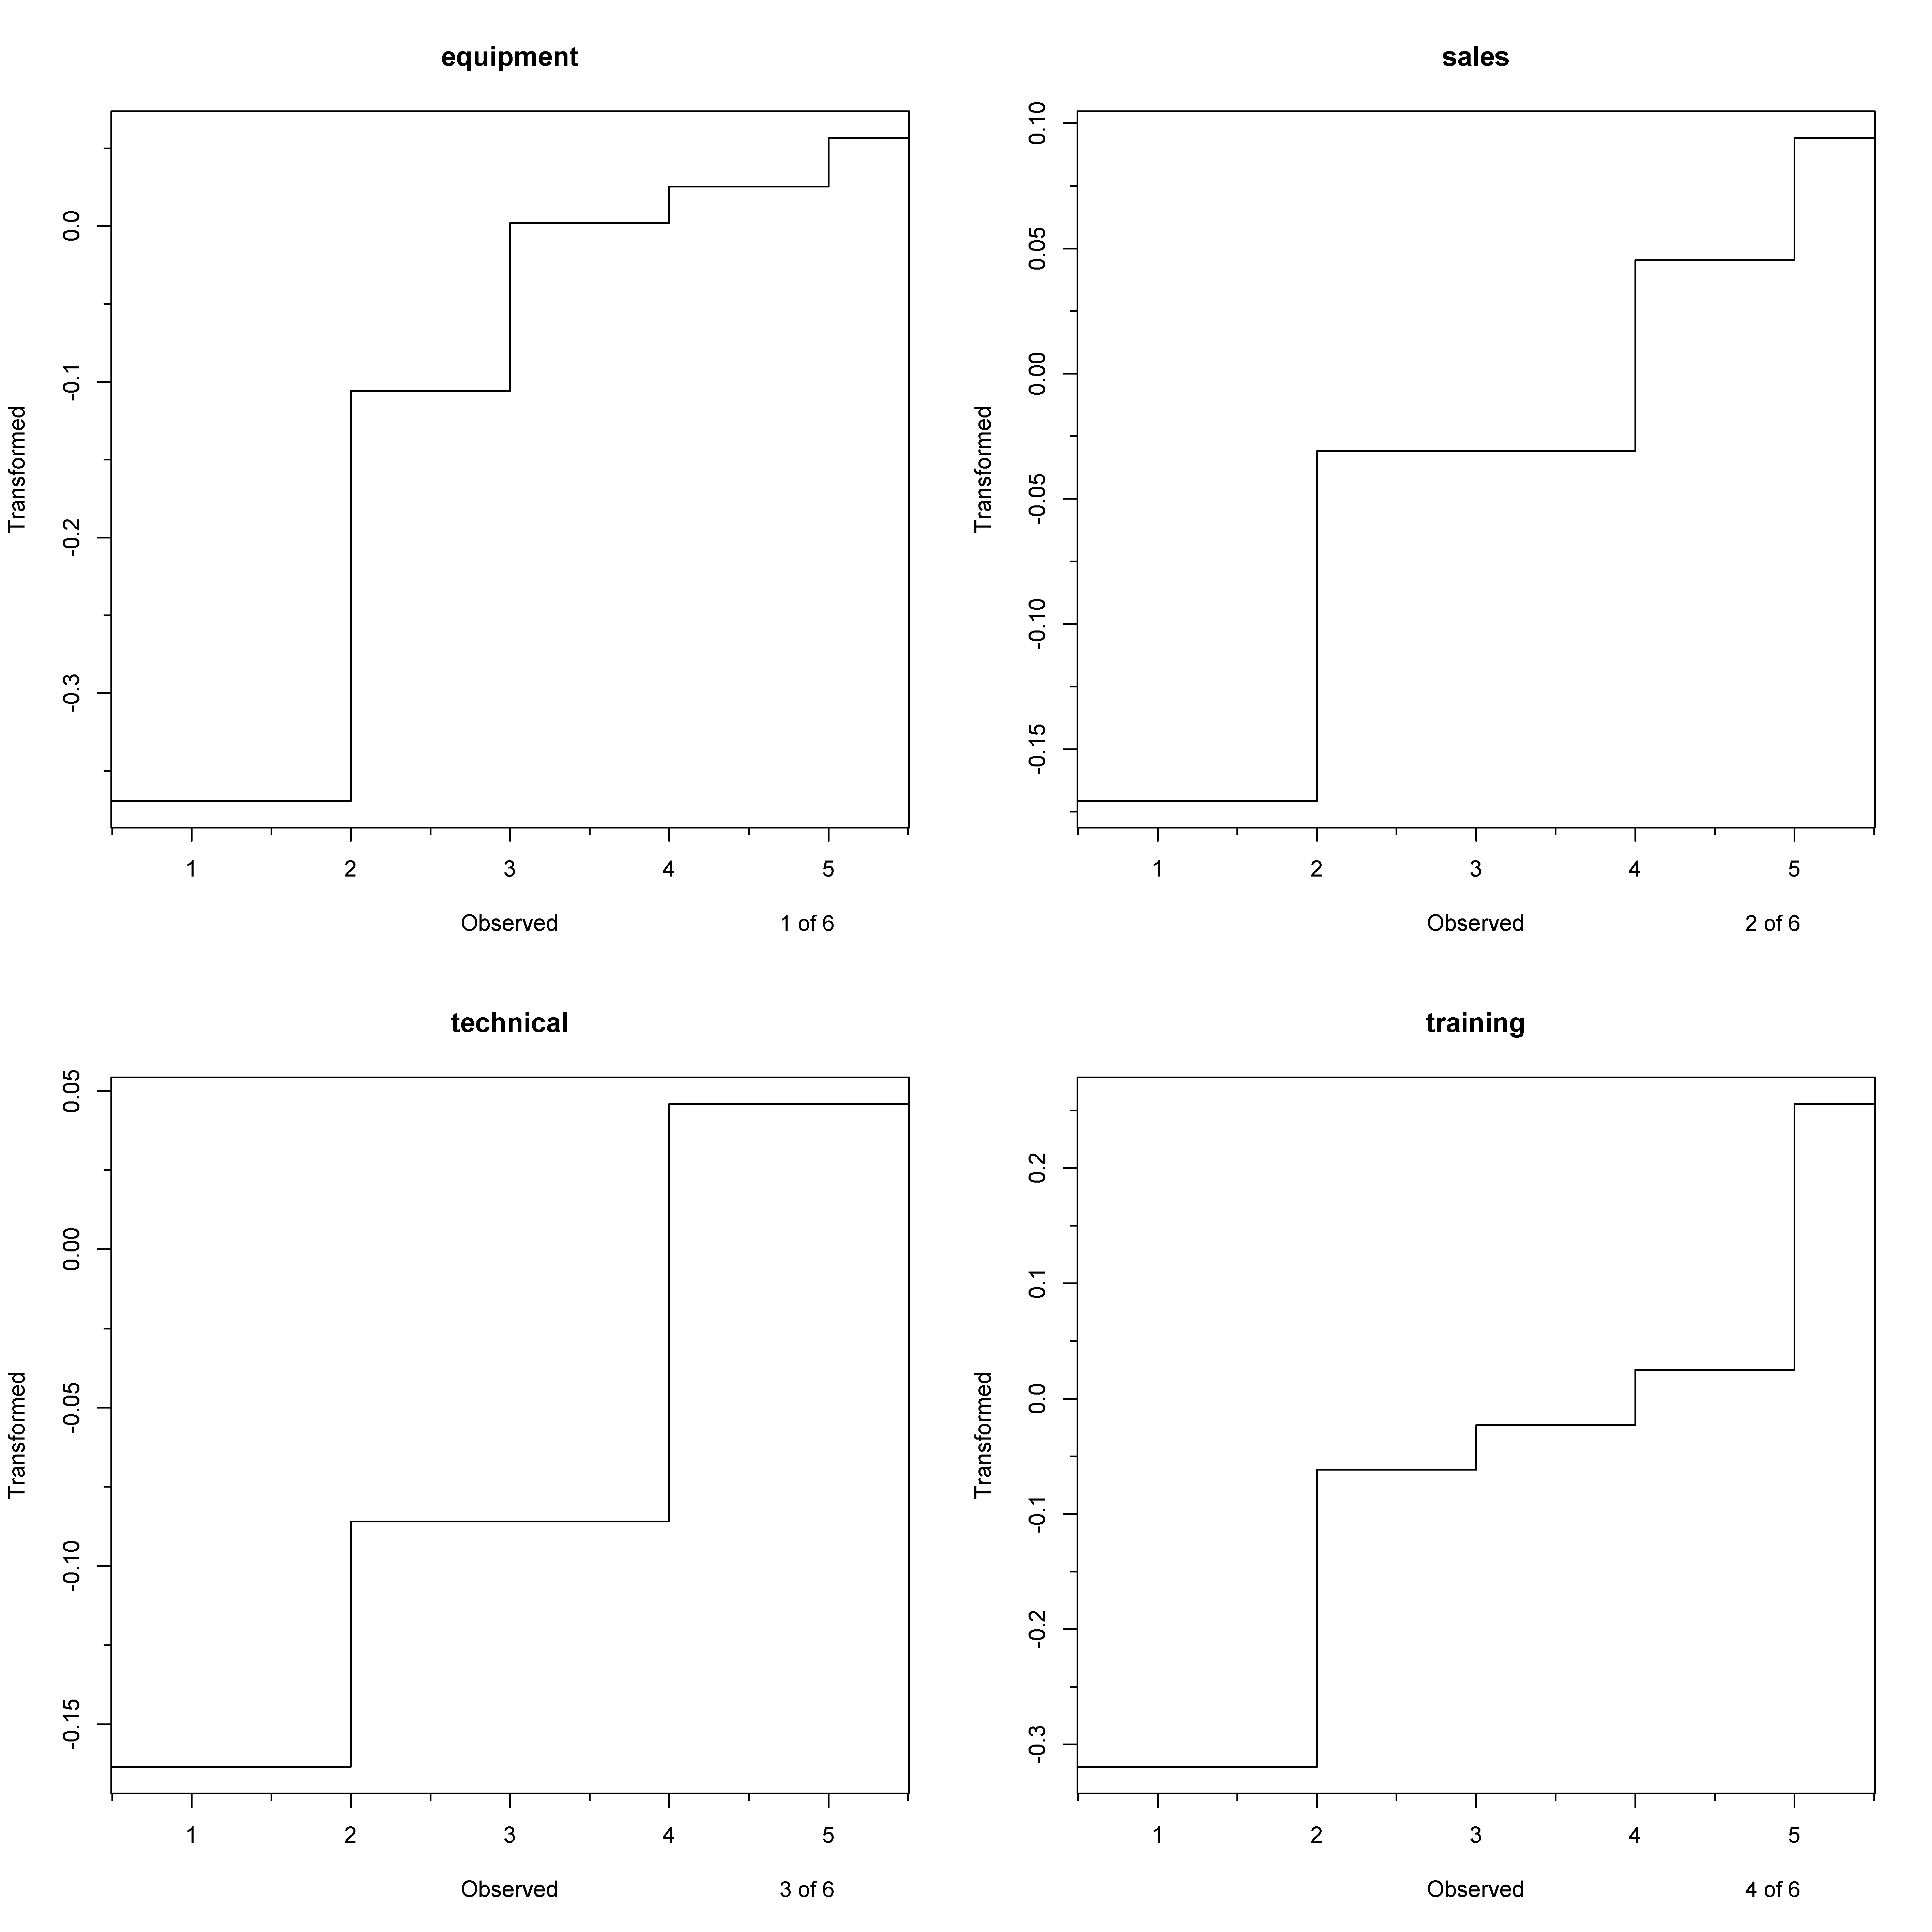 equipment
Transformed
0.0
-0.1
-0.2
-0.3
1 2 3 4 5
Observed 1 of 6
sales
Transformed
0.10
0.05
0.00
-0.05
-0.10
-0.15
1 2 3 4 5
Observed 2 of 6
technical
Transformed
0.05
0.00
-0.05
-0.10
-0.15
1 2 3 4 5
Observed 3 of 6
training
Transformed
0.2
0.1
0.0
-0.1
-0.2
-0.3
1 2 3 4 5
Observed 4 of 6